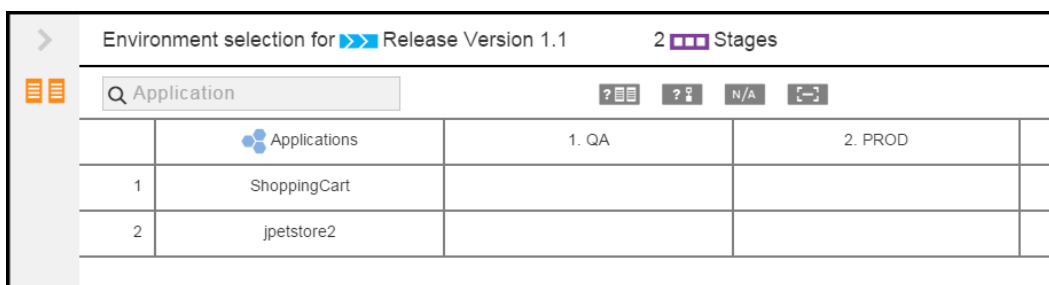 Environment selection for Release Version 1.1 2 Stages
Application ? ? N/A
Applications 1. QA 2. PROD
1 ShoppingCart
2 jpetstore2